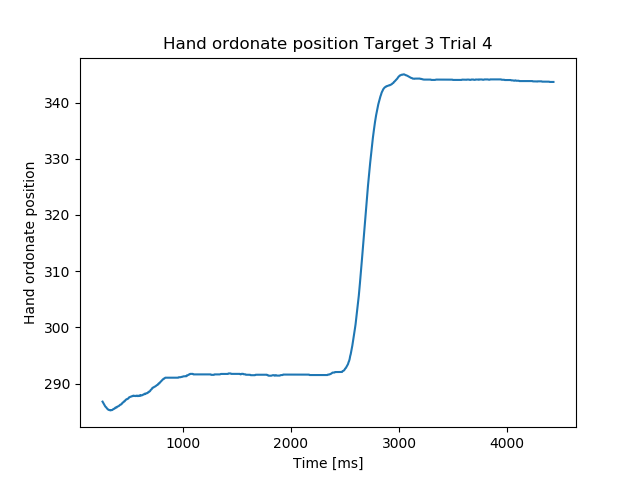 Hand ordonate position Target 3 Trial 4
340
330
320
310
300
290
Hand ordonate position
1000 2000 3000 4000
Time [ms]